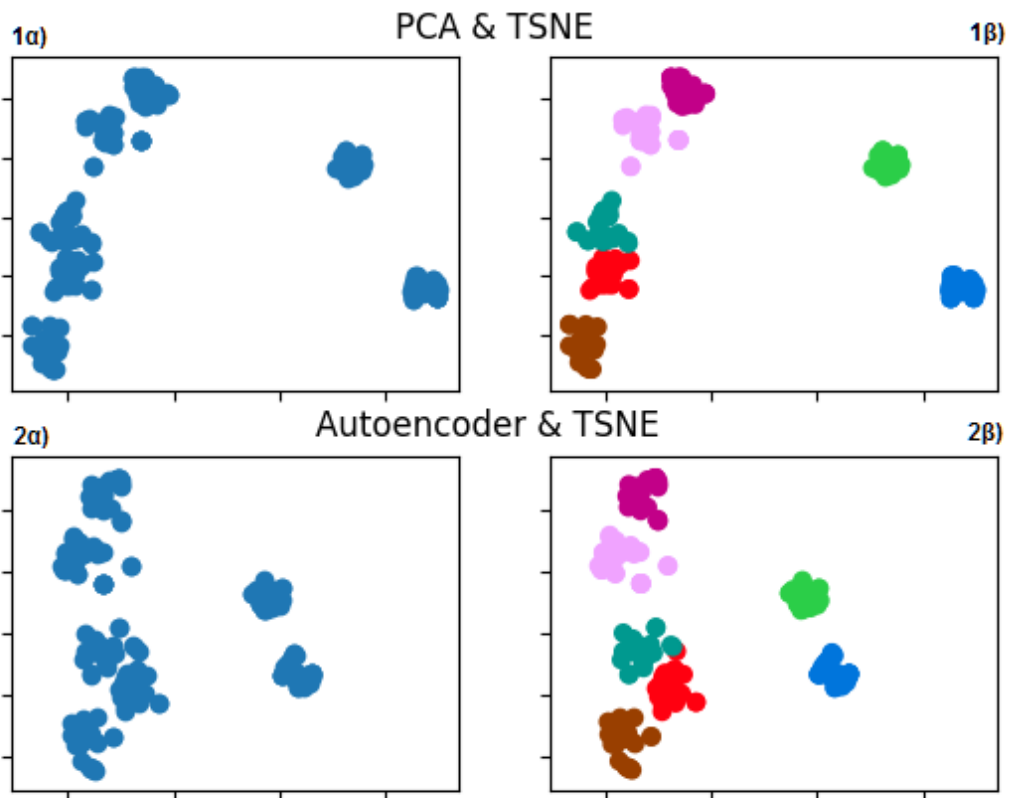 PCA & TSNE
1α)
1β)
Autoencoder & TSNE
2α)
2β)